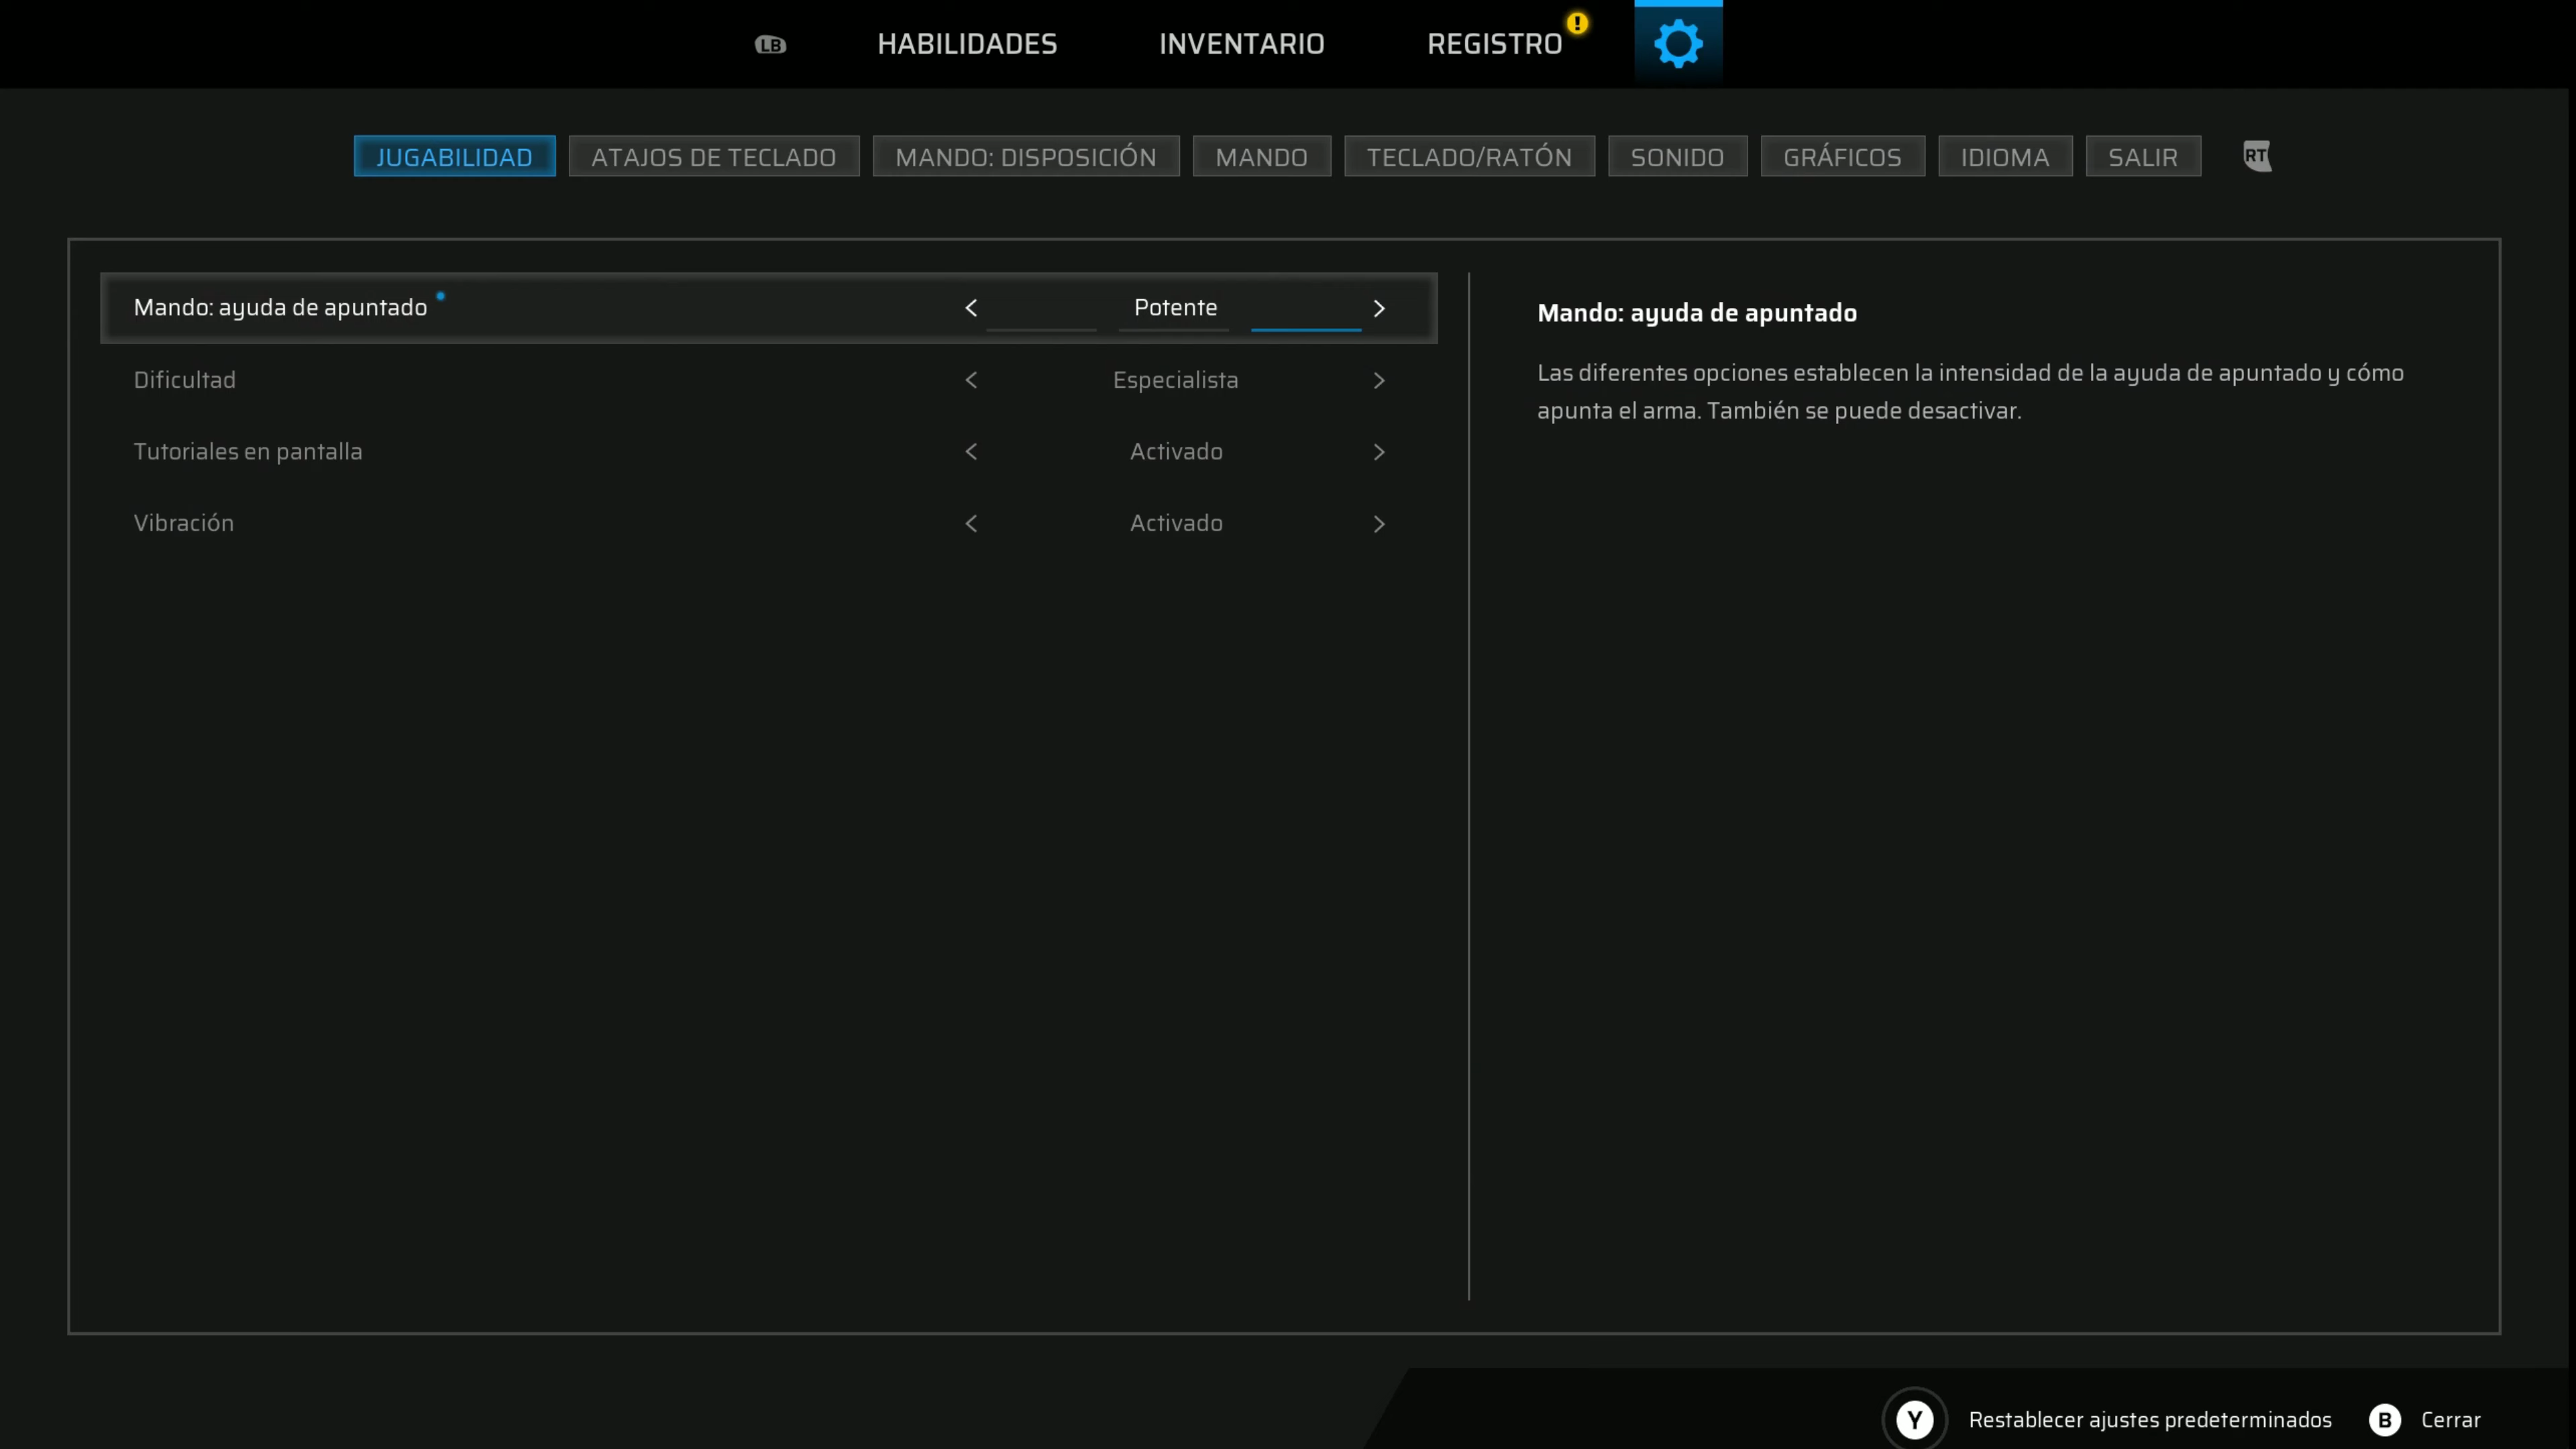 LB HABILIDADES INVENTARIO REGISTRO !
JUGABILIDAD ATAJOS DE TECLADO MANDO: DISPOSICIÓN MANDO TECLADO/RATÓN SONIDO GRÁFICOS IDIOMA SALIR RT
Mando: ayuda de apuntado < Potente >
Dificultad < Especialista >
Tutoriales en pantalla < Activado >
Vibración < Activado >
Mando: ayuda de apuntado
Las diferentes opciones establecen la intensidad de la ayuda de apuntado y cómo
apunta el arma. También se puede desactivar.
Y Restablecer ajustes predeterminados B Cerrar